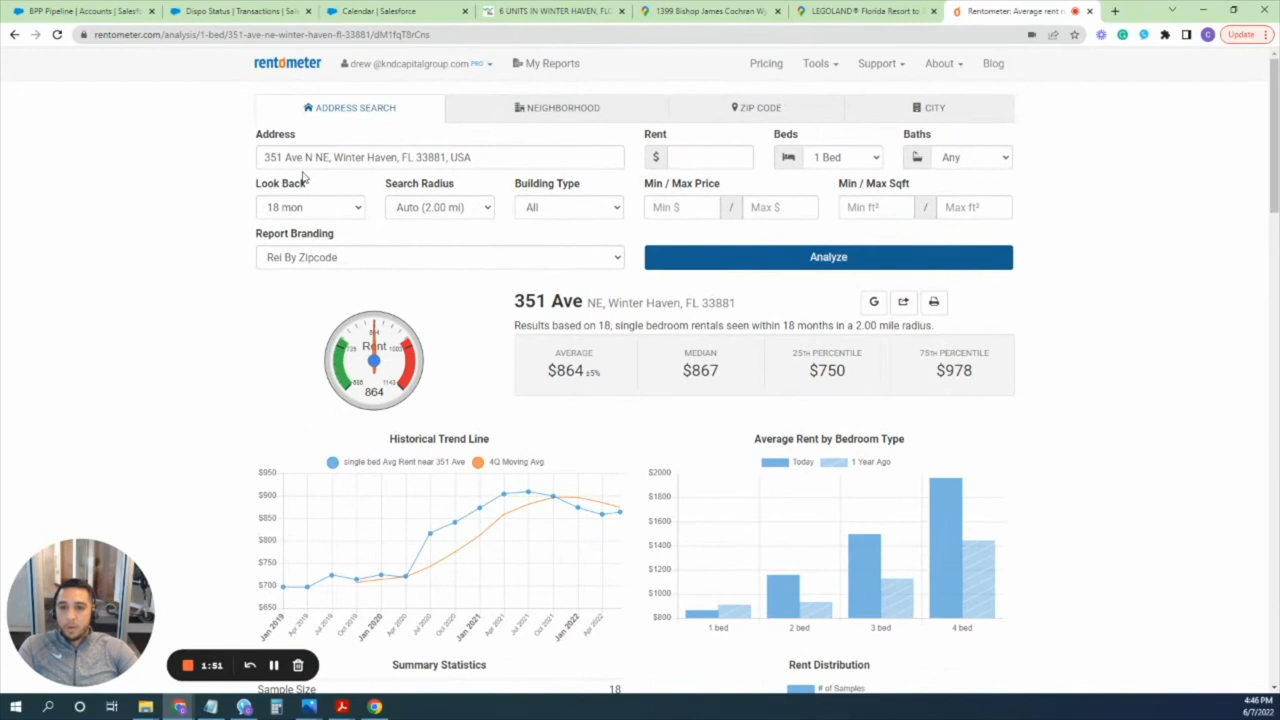 BPP Pipeline | Accounts | Salesf
Dispo Status | Transactions | Sale
Calendar | Salesforce
6 UNITS IN WINTER HAVEN, FLO
1399 Bishop James Cochran Wy
LEGOLAND® Florida Resort to
Rentometer: Average rent n
rentometer.com/analysis/1-bed/351-ave-ne-winter-haven-fl-33881/dM1fqT8rCns
Update
rentometer
drew @kndcapitalgroup.com PRO
My Reports
Pricing
Tools
Support
About
Blog
ADDRESS SEARCH
NEIGHBORHOOD
ZIP CODE
CITY
Address
Rent
Beds
Baths
351 Ave N NE, Winter Haven, FL 33881, USA
$
1 Bed
Any
Look Back
Search Radius
Building Type
Min / Max Price
Min / Max Sqft
18 mon
Auto (2.00 mi)
All
Min $ / Max $
Min ft² / Max ft²
Report Branding
Rei By Zipcode
Analyze
351 Ave NE, Winter Haven, FL 33881
G
Results based on 18, single bedroom rentals seen within 18 months in a 2.00 mile radius.
Rent
864
AVERAGE
MEDIAN
25TH PERCENTILE
75TH PERCENTILE
$864 ±5%
$867
$750
$978
Historical Trend Line
single bed Avg Rent near 351 Ave
4Q Moving Avg
$950
$900
$850
$800
$750
$700
$650
Jan 2019
Apr 2019
Jul 2019
Oct 2019
Jan 2020
Apr 2020
Jul 2020
Oct 2020
Jan 2021
Apr 2021
Jul 2021
Oct 2021
Jan 2022
Apr 2022
Average Rent by Bedroom Type
Today
1 Year Ago
$2000
$1800
$1600
$1400
$1200
$1000
$800
1 bed
2 bed
3 bed
4 bed
Summary Statistics
Sample Size
18
Rent Distribution
# of Samples
1:51
4:46 PM
6/7/2022